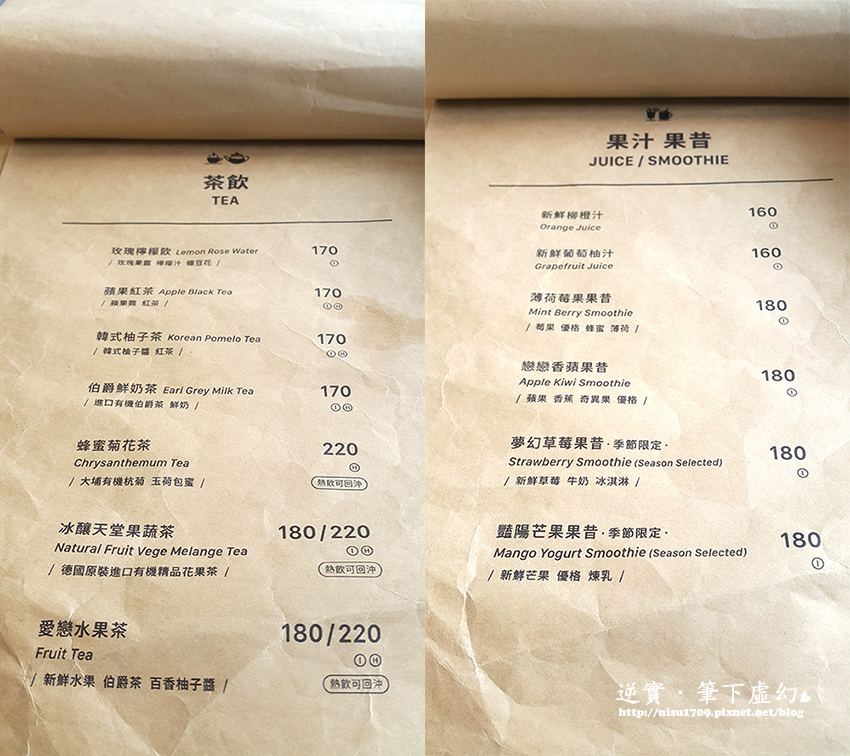 茶飲
TEA
玫瑰檸檬飲 Lemon Rose Water 170
/ 玫瑰果露 檸檬汁 蝶豆花 / I
蘋果紅茶 Apple Black Tea 170
/ 蘋果醬 紅茶 / I H
韓式柚子茶 Korean Pomelo Tea 170
/ 韓式柚子醬 紅茶 / I H
伯爵鮮奶茶 Earl Grey Milk Tea 170
/ 進口有機伯爵茶 鮮奶 / I H
蜂蜜菊花茶 220
Chrysanthemum Tea H
/ 大埔有機杭菊 玉荷包蜜 / 熱飲可回沖
冰釀天堂果蔬茶 180/220
Natural Fruit Vege Melange Tea I H
/ 德國原裝進口有機精品花果茶 / 熱飲可回沖
愛戀水果茶 180/220
Fruit Tea I H
/ 新鮮水果 伯爵茶 百香柚子醬 / 熱飲可回沖
果汁 果昔
JUICE / SMOOTHIE
新鮮柳橙汁 160
Orange Juice I
新鮮葡萄柚汁 160
Grapefruit Juice I
薄荷莓果果昔 180
Mint Berry Smoothie I
/ 莓果 優格 蜂蜜 薄荷 /
戀戀香蘋果昔 180
Apple Kiwi Smoothie I
/ 蘋果 香蕉 奇異果 優格 /
夢幻草莓果昔 · 季節限定 · 180
Strawberry Smoothie (Season Selected) I
/ 新鮮草莓 牛奶 冰淇淋 /
豔陽芒果果昔 · 季節限定 · 180
Mango Yogurt Smoothie (Season Selected) I
/ 新鮮芒果 優格 煉乳 /
逆實·筆下虛幻
http://nisu1709.pixnet.net/blog